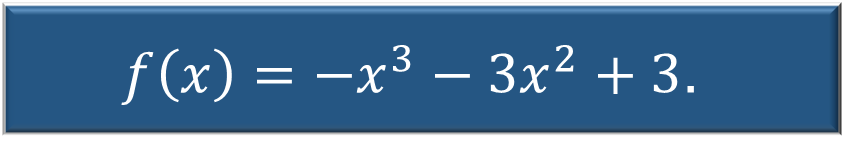 f(x) = −x³ − 3x² + 3.